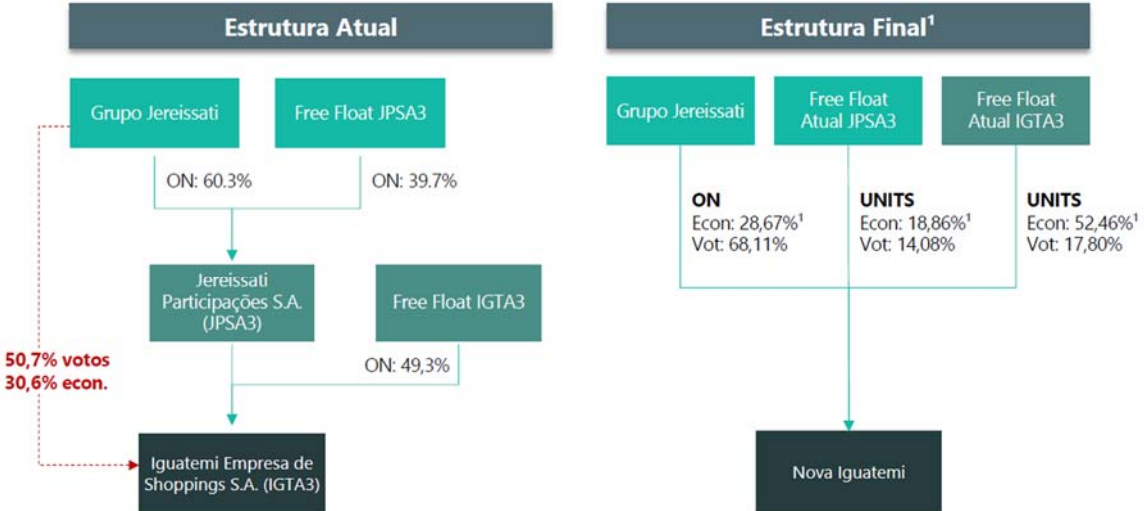 Estrutura Atual
Grupo Jereissati
Free Float JPSA3
ON: 60.3%
ON: 39.7%
Jereissati
Participações S.A.
(JPSA3)
Free Float IGTA3
50,7% votos
30,6% econ.
ON: 49,3%
Iguatemi Empresa de
Shoppings S.A. (IGTA3)
Estrutura Final¹
Grupo Jereissati
Free Float
Atual JPSA3
Free Float
Atual IGTA3
ON
Econ: 28,67%¹
Vot: 68,11%
UNITS
Econ: 18,86%¹
Vot: 14,08%
UNITS
Econ: 52,46%¹
Vot: 17,80%
Nova Iguatemi